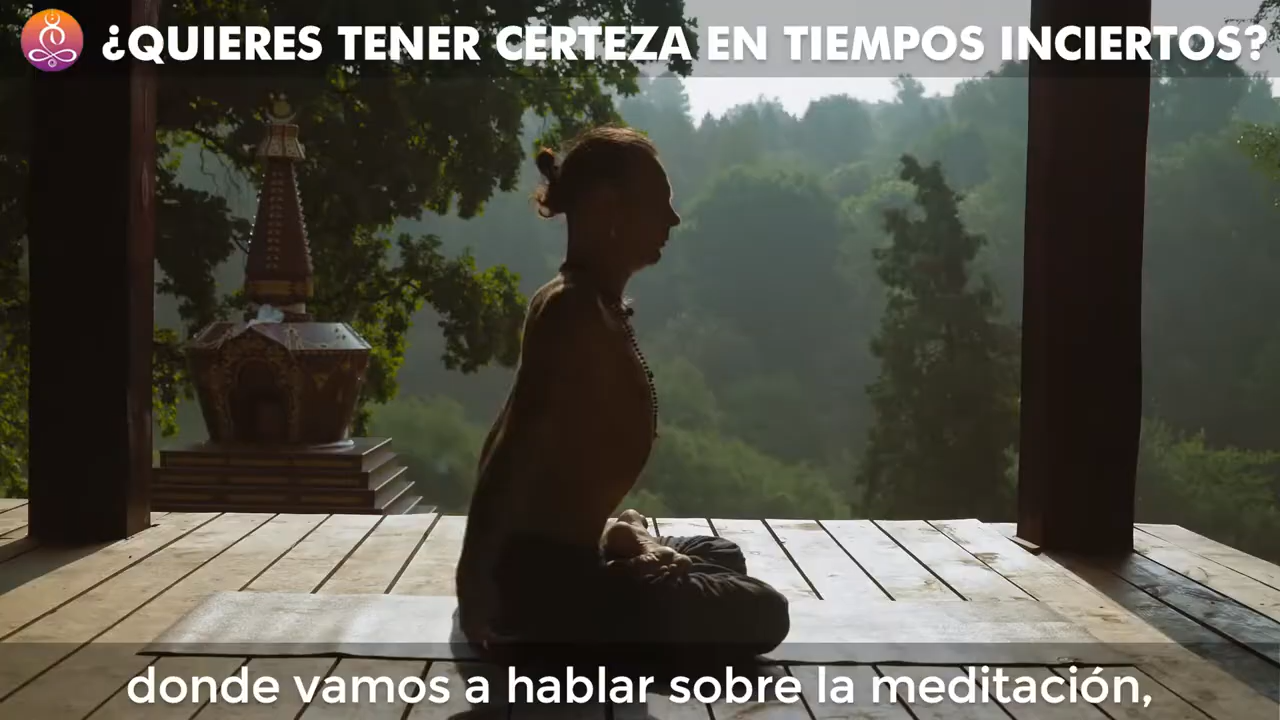 ¿QUIERES TENER CERTEZA EN TIEMPOS INCIERTOS?
donde vamos a hablar sobre la meditación,